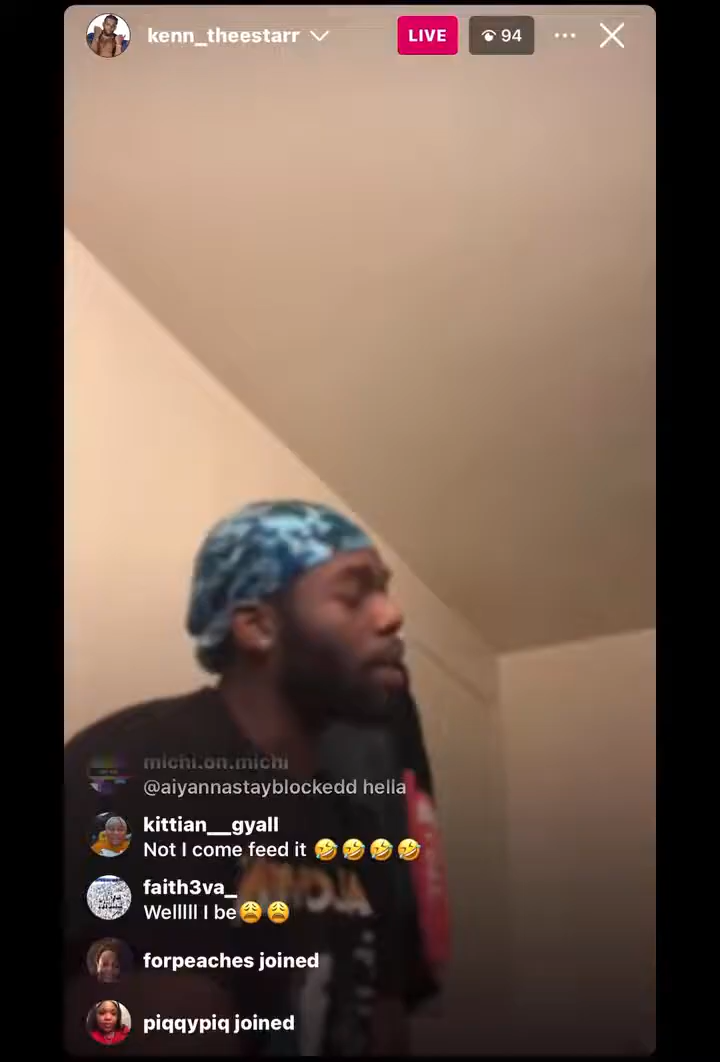 kenn_theestarr
LIVE
94
michi.on.michi
@aiyannastayblockedd hella
kittian__gyall
Not I come feed it 🤣🤣🤣🤣
faith3va_
Welllll I be😩😩
forpeaches joined
piqqypiq joined